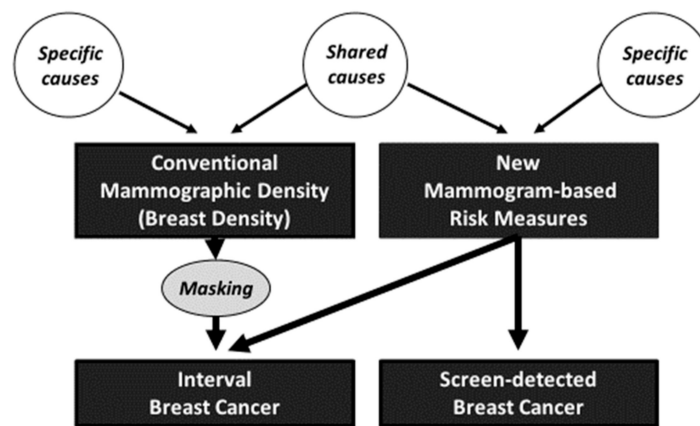 Specific
causes
Shared
causes
Specific
causes
Conventional
Mammographic Density
(Breast Density)
New
Mammogram-based
Risk Measures
Masking
Interval
Breast Cancer
Screen-detected
Breast Cancer